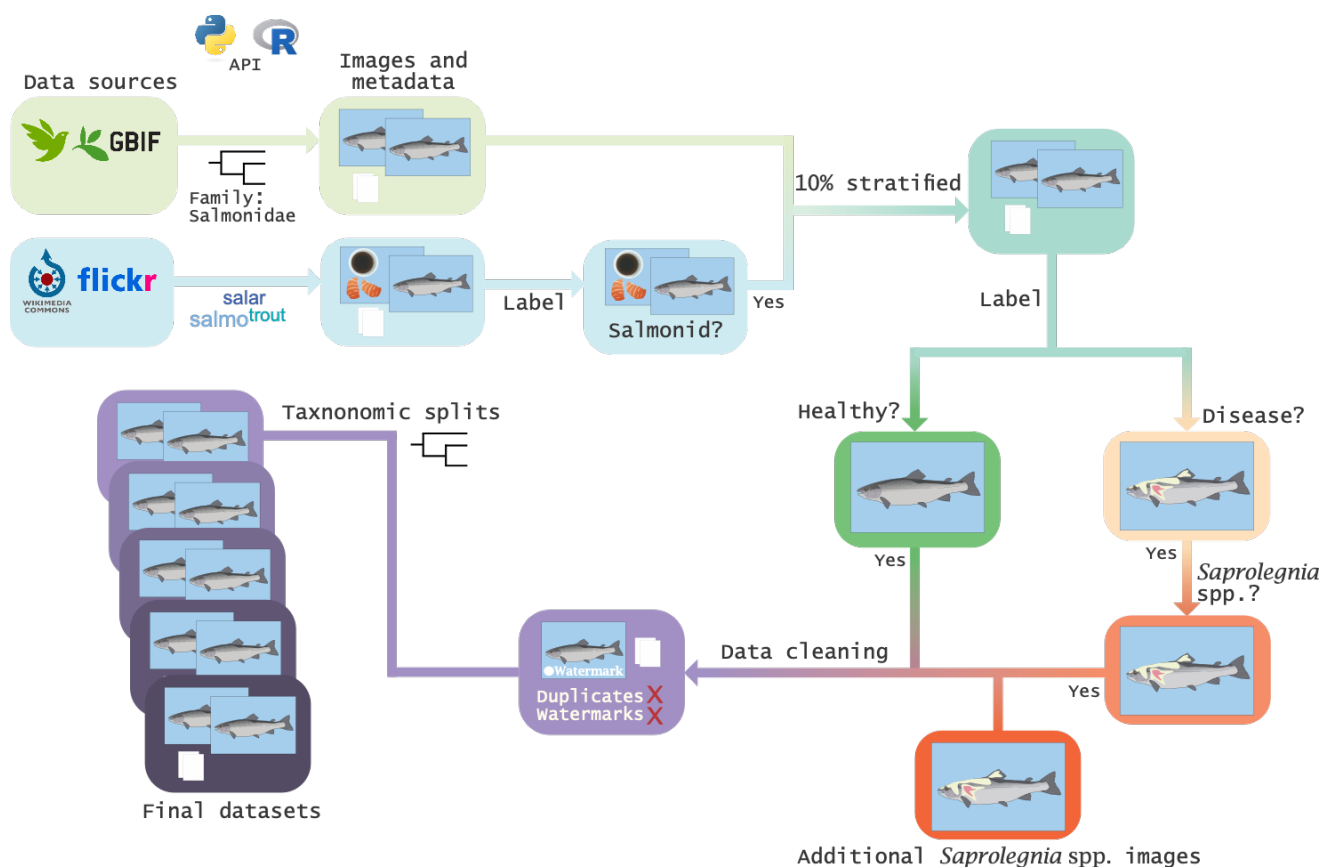 API
Data sources
Images and
metadata
GBIF
Family:
Salmonidae
10% stratified
WIKIMEDIA
COMMONS
flickr
salar
salmo
trout
Label
Salmonid?
Yes
Label
Healthy?
Disease?
Yes
Yes
Saprolegnia
spp.?
Taxnonomic splits
Data cleaning
Yes
Watermark
Duplicates X
Watermarks X
Final datasets
Additional Saprolegnia spp. images